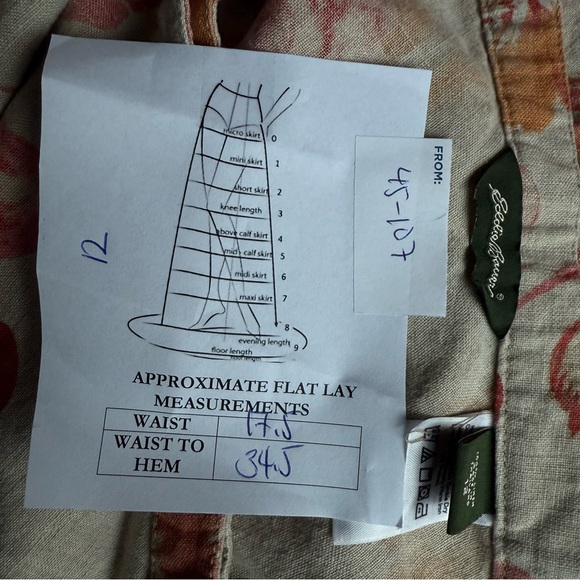 micro skirt 0
mini skirt 1
short skirt 2
knee length 3
above calf skirt 4
mid - calf skirt 5
midi skirt 6
maxi skirt 7
8
evening length 9
floor length
12
APPROXIMATE FLAT LAY
MEASUREMENTS
WAIST 17.5
WAIST TO
HEM 34.5
FROM:
45-107
Eddie Bauer®